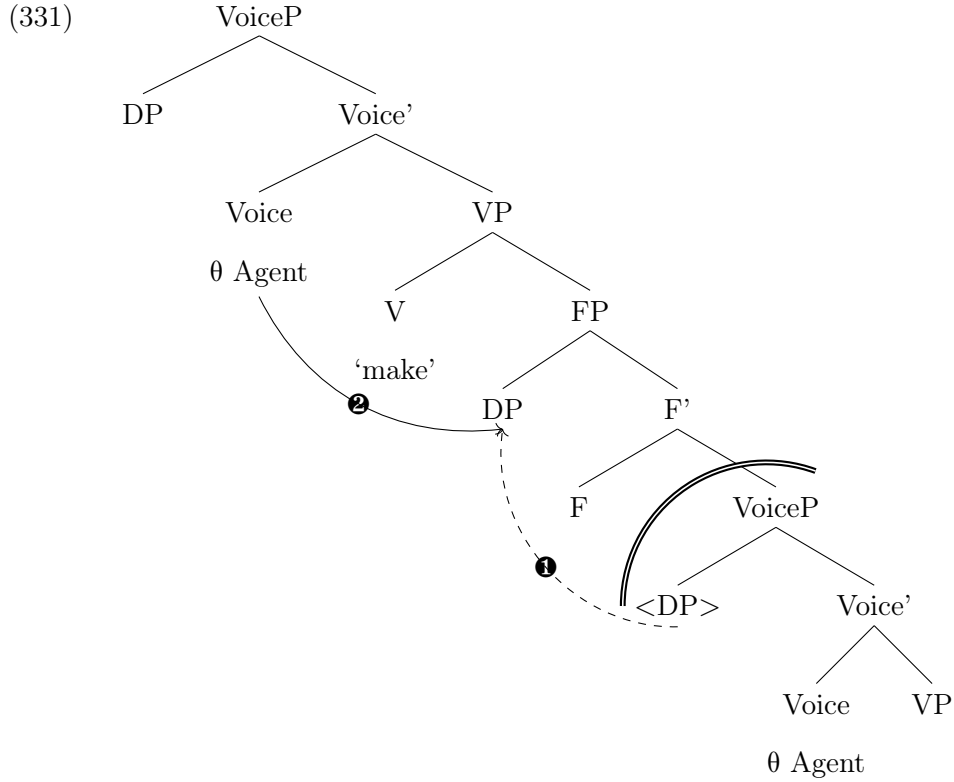 (331)
VoiceP
DP Voice'
Voice VP
θ Agent
V FP
‘make’
DP F'
❷
F VoiceP
❶
<DP> Voice'
Voice VP
θ Agent